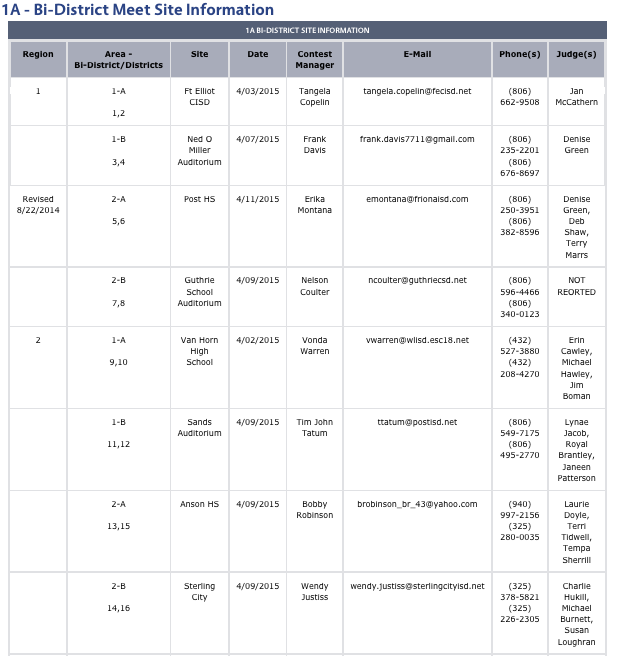 1A - Bi-District Meet Site Information
1A BI-DISTRICT SITE INFORMATION
Region
Area -
Bi-District/Districts
Site
Date
Contest
Manager
E-Mail
Phone(s)
Judge(s)
1
1-A
1,2
Ft Elliot
CISD
4/03/2015
Tangela
Copelin
tangela.copelin@fecisd.net
(806)
662-9508
Jan
McCathern
1-B
3,4
Ned O
Miller
Auditorium
4/07/2015
Frank
Davis
frank.davis7711@gmail.com
(806)
235-2201
(806)
676-8697
Denise
Green
Revised
8/22/2014
2-A
5,6
Post HS
4/11/2015
Erika
Montana
emontana@frionaisd.com
(806)
250-3951
(806)
382-8596
Denise
Green,
Deb
Shaw,
Terry
Marrs
2-B
7,8
Guthrie
School
Auditorium
4/09/2015
Nelson
Coulter
ncoulter@guthriecsd.net
(806)
596-4466
(806)
340-0123
NOT
REORTED
2
1-A
9,10
Van Horn
High
School
4/02/2015
Vonda
Warren
vwarren@wlisd.esc18.net
(432)
527-3880
(432)
208-4270
Erin
Cawley,
Michael
Hawley,
Jim
Boman
1-B
11,12
Sands
Auditorium
4/09/2015
Tim John
Tatum
ttatum@postisd.net
(806)
549-7175
(806)
495-2770
Lynae
Jacob,
Royal
Brantley,
Janeen
Patterson
2-A
13,15
Anson HS
4/09/2015
Bobby
Robinson
brobinson_br_43@yahoo.com
(940)
997-2156
(325)
280-0035
Laurie
Doyle,
Terri
Tidwell,
Tempa
Sherrill
2-B
14,16
Sterling
City
4/09/2015
Wendy
Justiss
wendy.justiss@sterlingcityisd.net
(325)
378-5821
(325)
226-2305
Charlie
Hukill,
Michael
Burnett,
Susan
Loughran